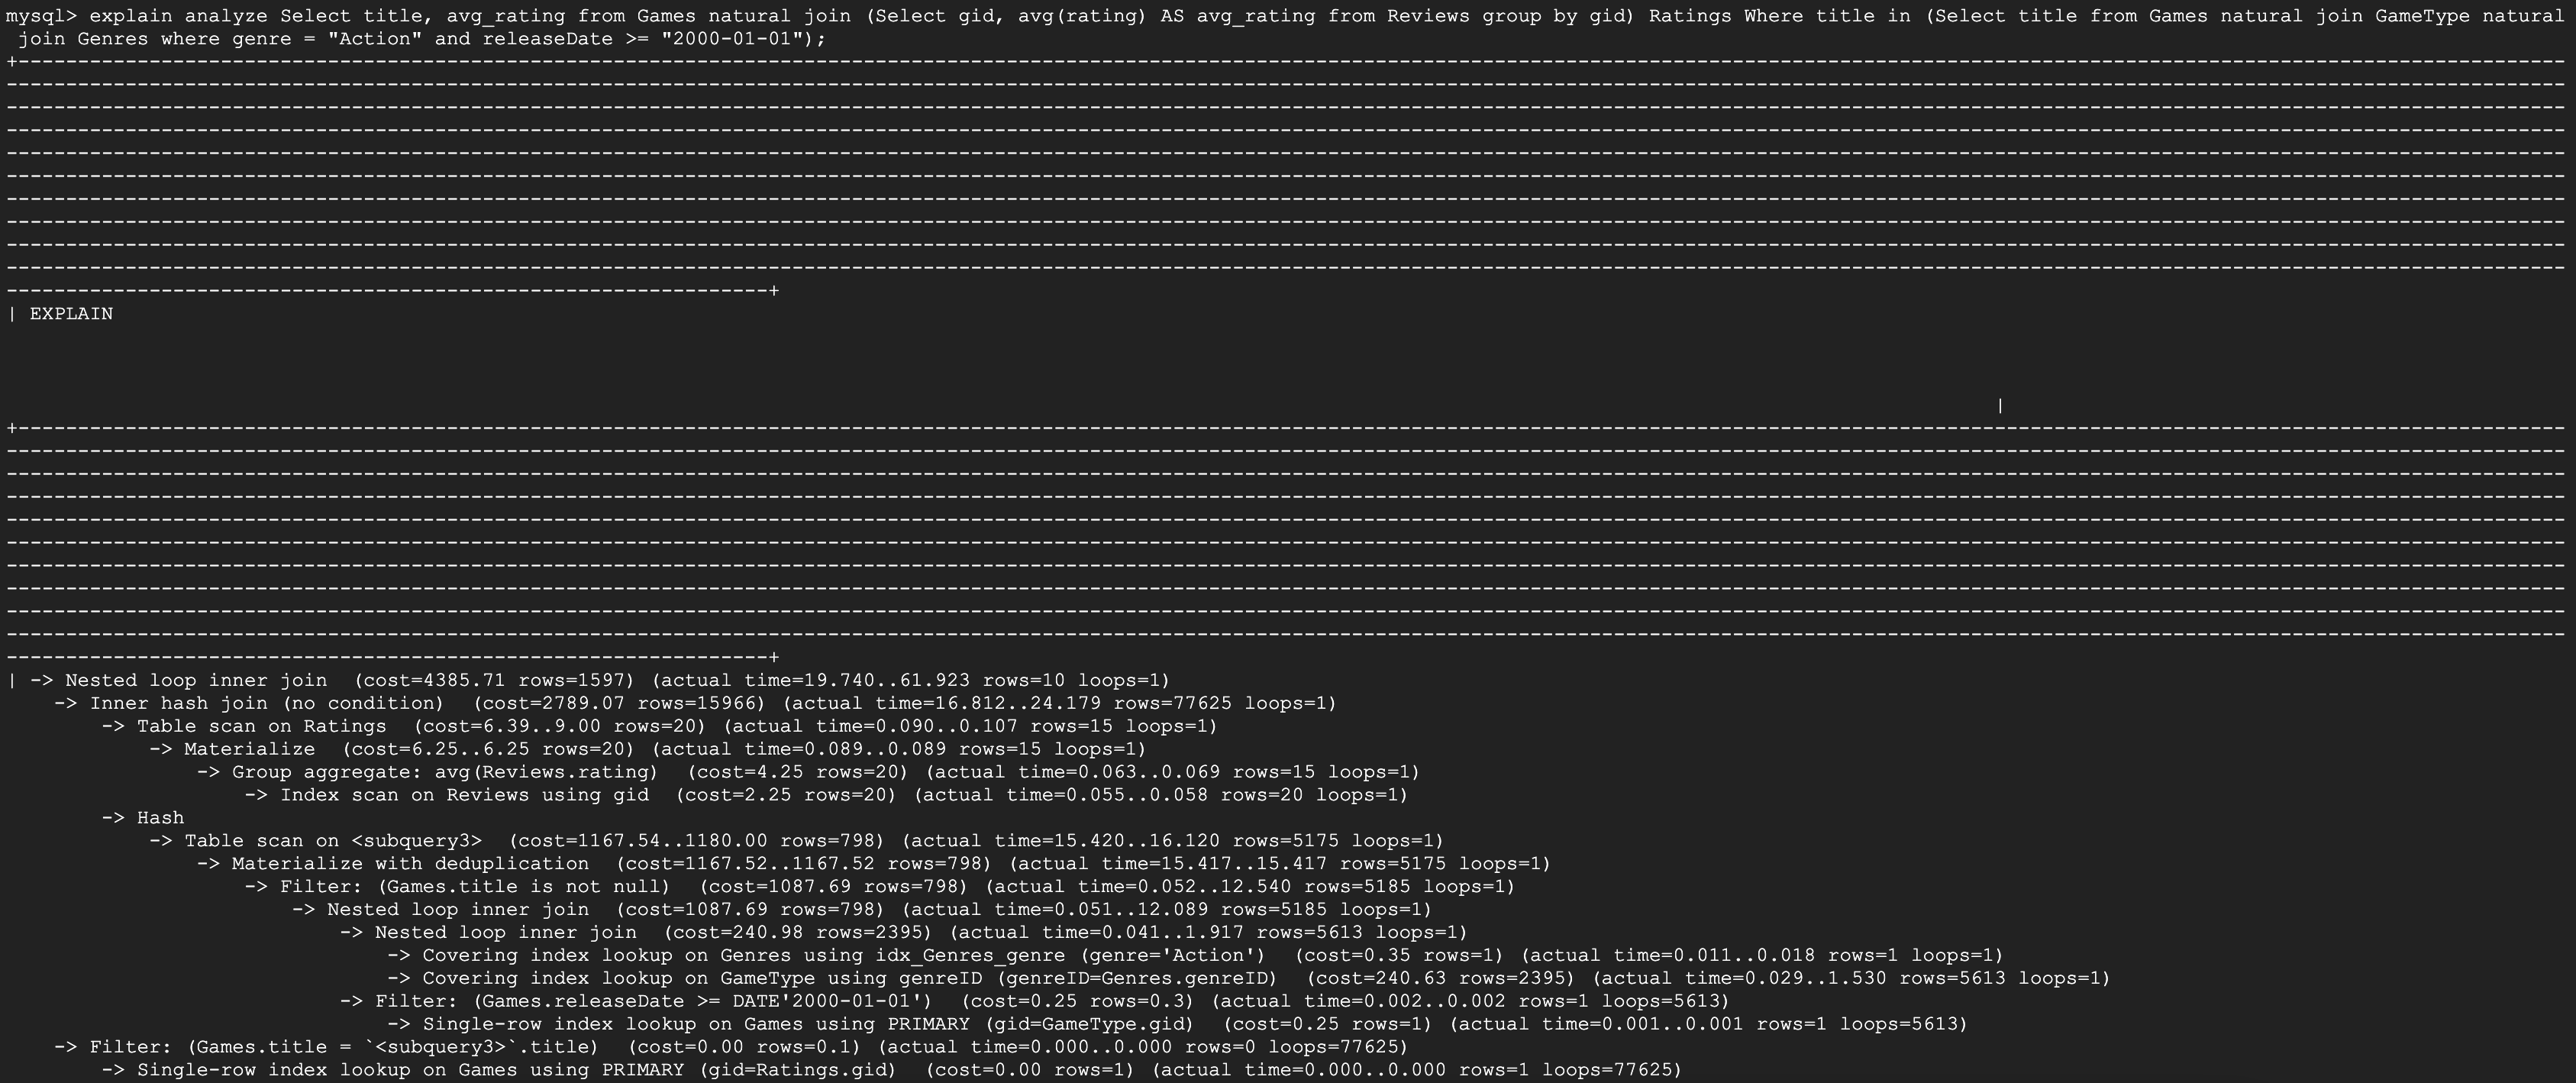 mysql> explain analyze Select title, avg_rating from Games natural join (Select gid, avg(rating) AS avg_rating from Reviews group by gid) Ratings Where title in (Select title from Games natural join GameType natural
join Genres where genre = "Action" and releaseDate >= "2000-01-01");
| EXPLAIN
|
| -> Nested loop inner join  (cost=4385.71 rows=1597) (actual time=19.740..61.923 rows=10 loops=1)
    -> Inner hash join (no condition)  (cost=2789.07 rows=15966) (actual time=16.812..24.179 rows=77625 loops=1)
        -> Table scan on Ratings  (cost=6.39..9.00 rows=20) (actual time=0.090..0.107 rows=15 loops=1)
            -> Materialize  (cost=6.25..6.25 rows=20) (actual time=0.089..0.089 rows=15 loops=1)
                -> Group aggregate: avg(Reviews.rating)  (cost=4.25 rows=20) (actual time=0.063..0.069 rows=15 loops=1)
                    -> Index scan on Reviews using gid  (cost=2.25 rows=20) (actual time=0.055..0.058 rows=20 loops=1)
        -> Hash
            -> Table scan on <subquery3>  (cost=1167.54..1180.00 rows=798) (actual time=15.420..16.120 rows=5175 loops=1)
                -> Materialize with deduplication  (cost=1167.52..1167.52 rows=798) (actual time=15.417..15.417 rows=5175 loops=1)
                    -> Filter: (Games.title is not null)  (cost=1087.69 rows=798) (actual time=0.052..12.540 rows=5185 loops=1)
                        -> Nested loop inner join  (cost=1087.69 rows=798) (actual time=0.051..12.089 rows=5185 loops=1)
                            -> Nested loop inner join  (cost=240.98 rows=2395) (actual time=0.041..1.917 rows=5613 loops=1)
                                -> Covering index lookup on Genres using idx_Genres_genre (genre='Action')  (cost=0.35 rows=1) (actual time=0.011..0.018 rows=1 loops=1)
                                -> Covering index lookup on GameType using genreID (genreID=Genres.genreID)  (cost=240.63 rows=2395) (actual time=0.029..1.530 rows=5613 loops=1)
                            -> Filter: (Games.releaseDate >= DATE'2000-01-01')  (cost=0.25 rows=0.3) (actual time=0.002..0.002 rows=1 loops=5613)
                                -> Single-row index lookup on Games using PRIMARY (gid=GameType.gid)  (cost=0.25 rows=1) (actual time=0.001..0.001 rows=1 loops=5613)
    -> Filter: (Games.title = `<subquery3>`.title)  (cost=0.00 rows=0.1) (actual time=0.000..0.000 rows=0 loops=77625)
        -> Single-row index lookup on Games using PRIMARY (gid=Ratings.gid)  (cost=0.00 rows=1) (actual time=0.000..0.000 rows=1 loops=77625)